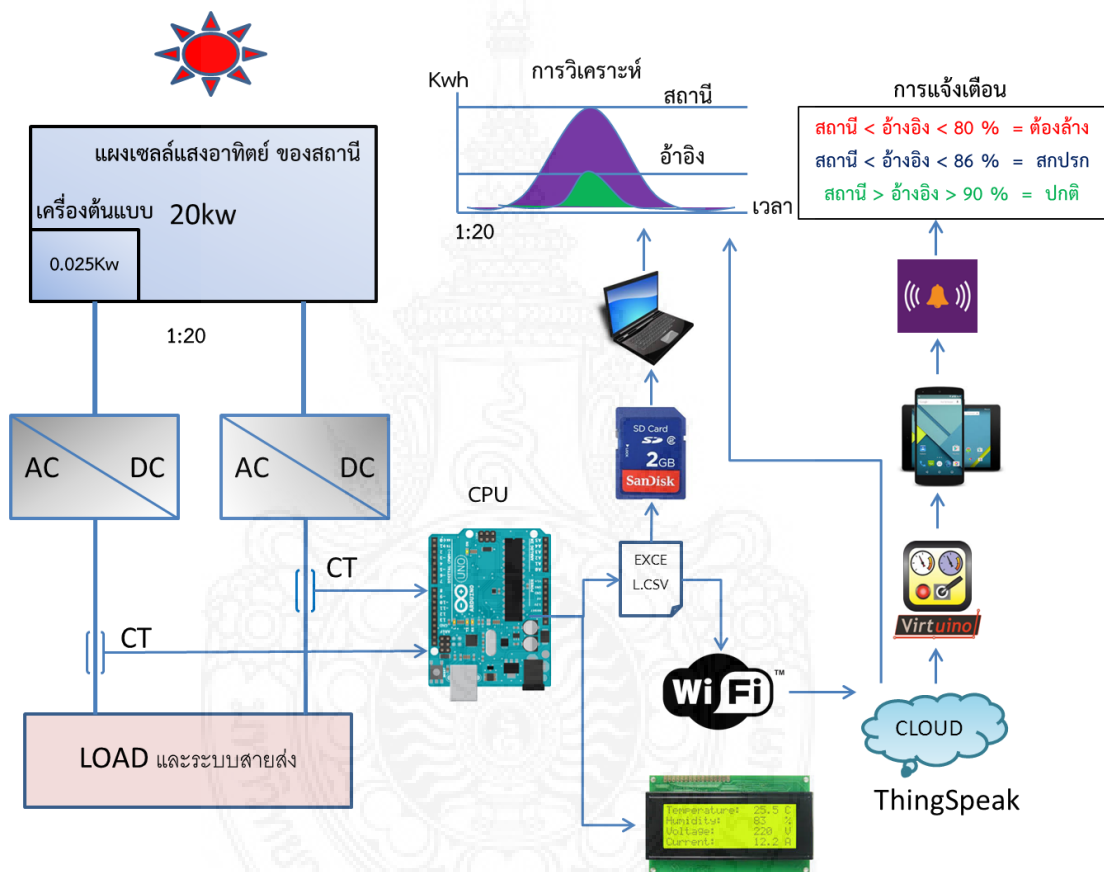 Kwh
การวิเคราะห์
สถานี
อ้าอิง
เวลา
1:20
การแจ้งเตือน
สถานี < อ้างอิง < 80 % = ต้องล้าง
สถานี < อ้างอิง < 86 % = สกปรก
สถานี > อ้างอิง > 90 % = ปกติ
แผงเซลล์แสงอาทิตย์ ของสถานี
เครื่องต้นแบบ
20kw
0.025Kw
1:20
AC
DC
AC
DC
CT
CT
CPU
UNO
ARDUINO
SD Card
2GB
SanDisk
EXCE
L.CSV
WiFi™
Virtuino
CLOUD
ThingSpeak
LOAD และระบบสายส่ง
Temperature: 25.5 C
Humidity: 83 %
Voltage: 220 V
Current: 12.2 A